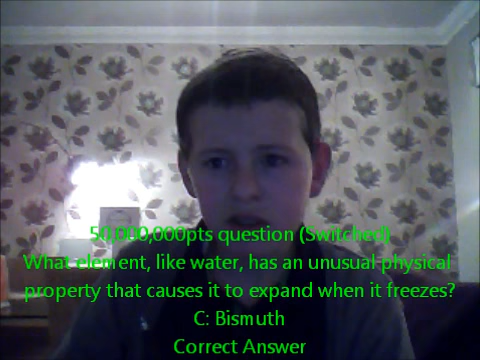 50,000,000pts question (Switched)
What element, like water, has an unusual physical
property that causes it to expand when it freezes?
C: Bismuth
Correct Answer